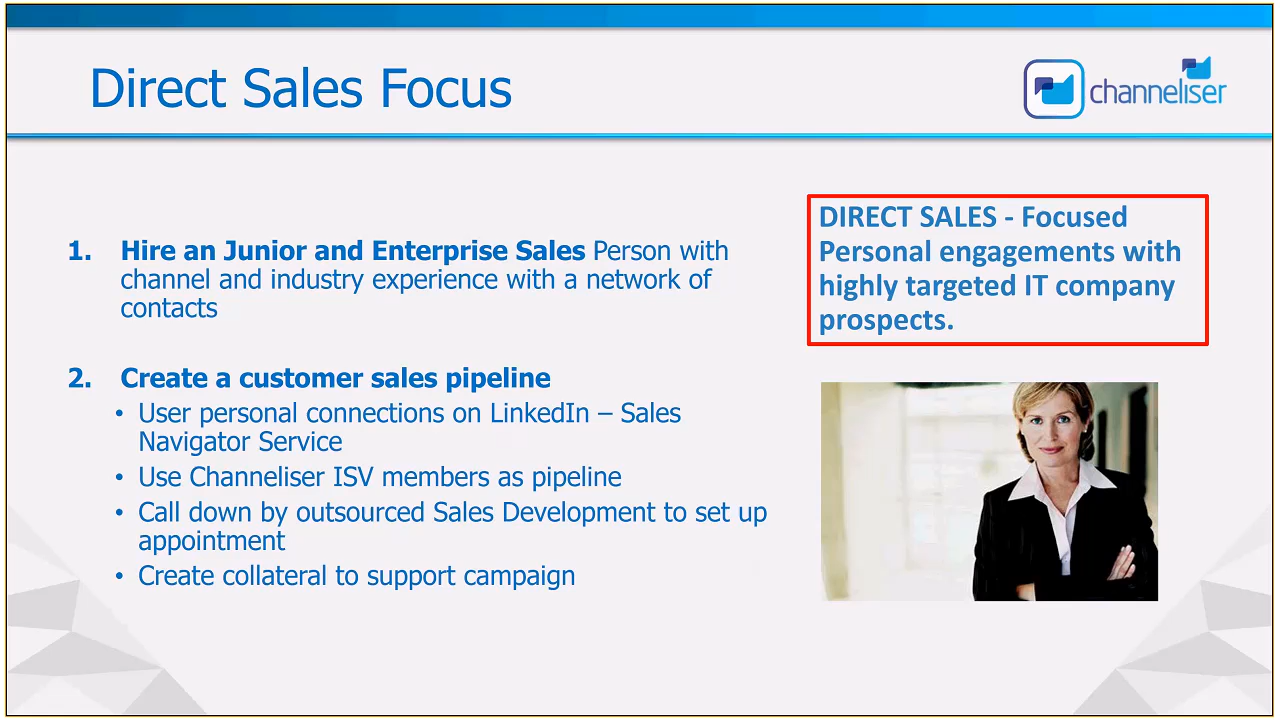 Direct Sales Focus
channeliser
1. Hire an Junior and Enterprise Sales Person with
channel and industry experience with a network of
contacts
2. Create a customer sales pipeline
• User personal connections on LinkedIn – Sales
Navigator Service
• Use Channeliser ISV members as pipeline
• Call down by outsourced Sales Development to set up
appointment
• Create collateral to support campaign
DIRECT SALES - Focused
Personal engagements with
highly targeted IT company
prospects.